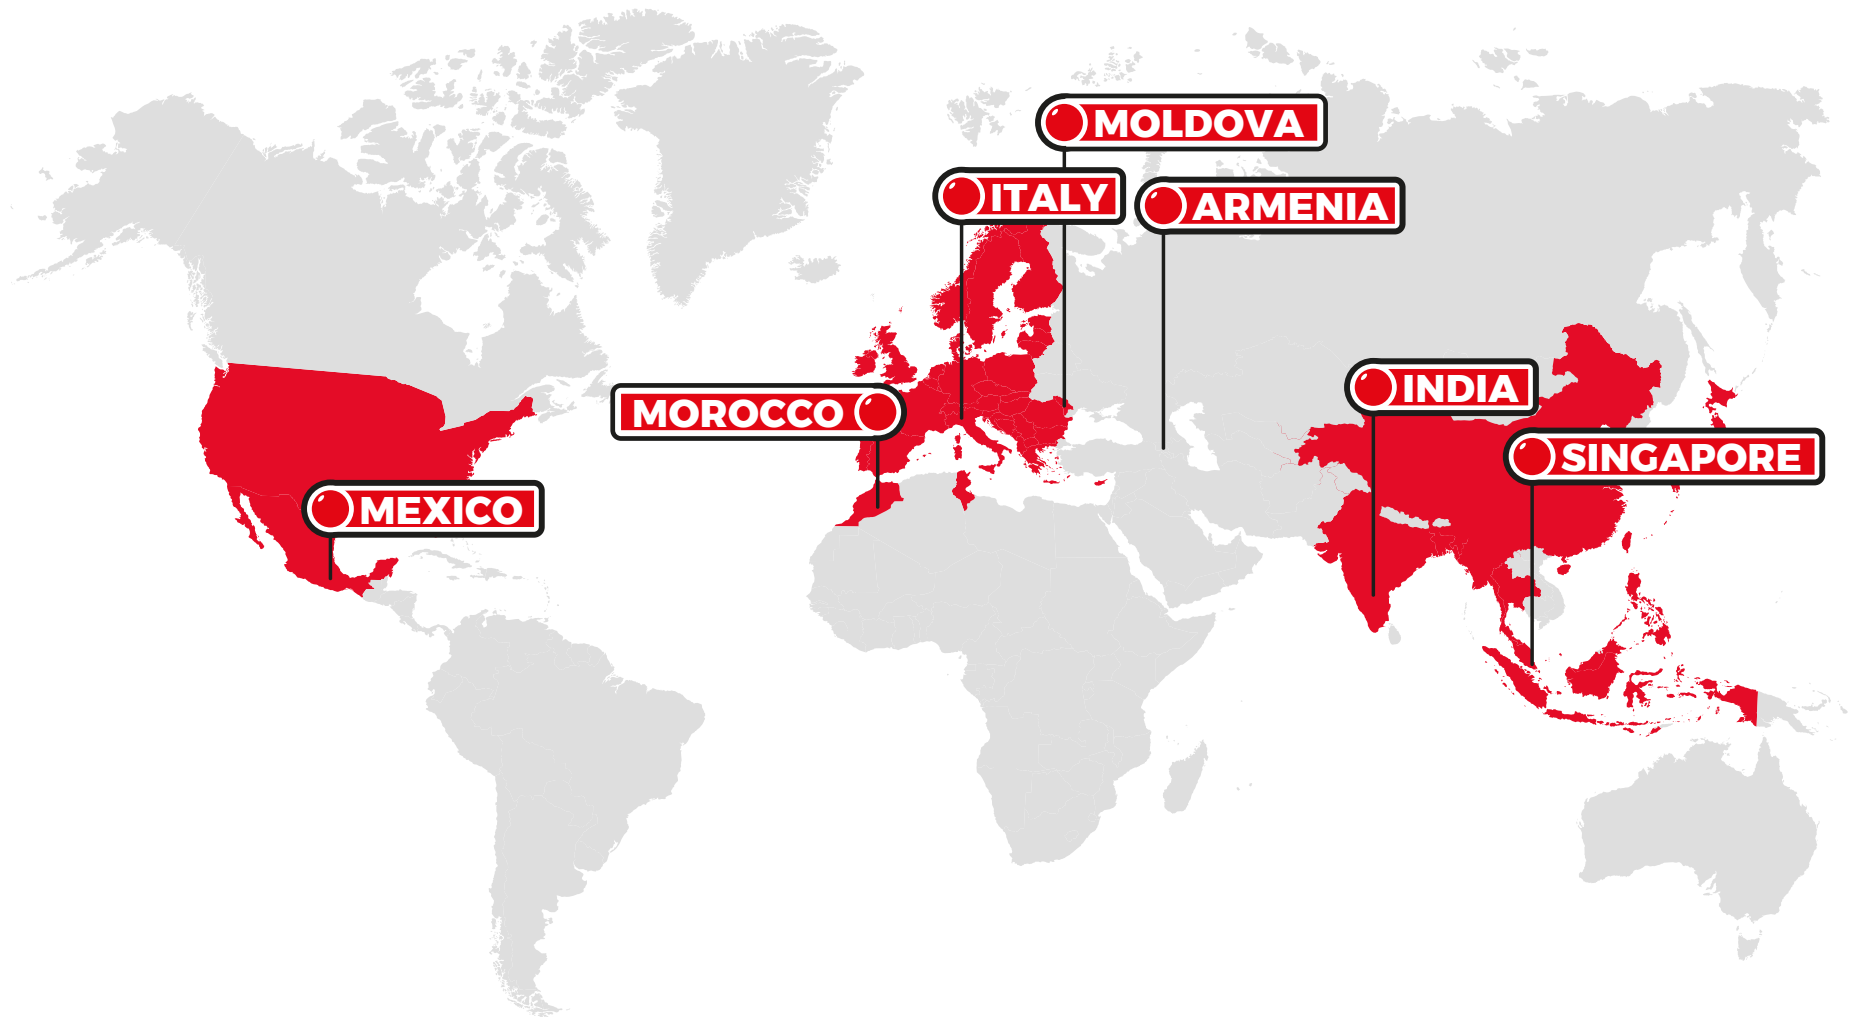 MOLDOVA
ITALY
ARMENIA
INDIA
MOROCCO
SINGAPORE
MEXICO